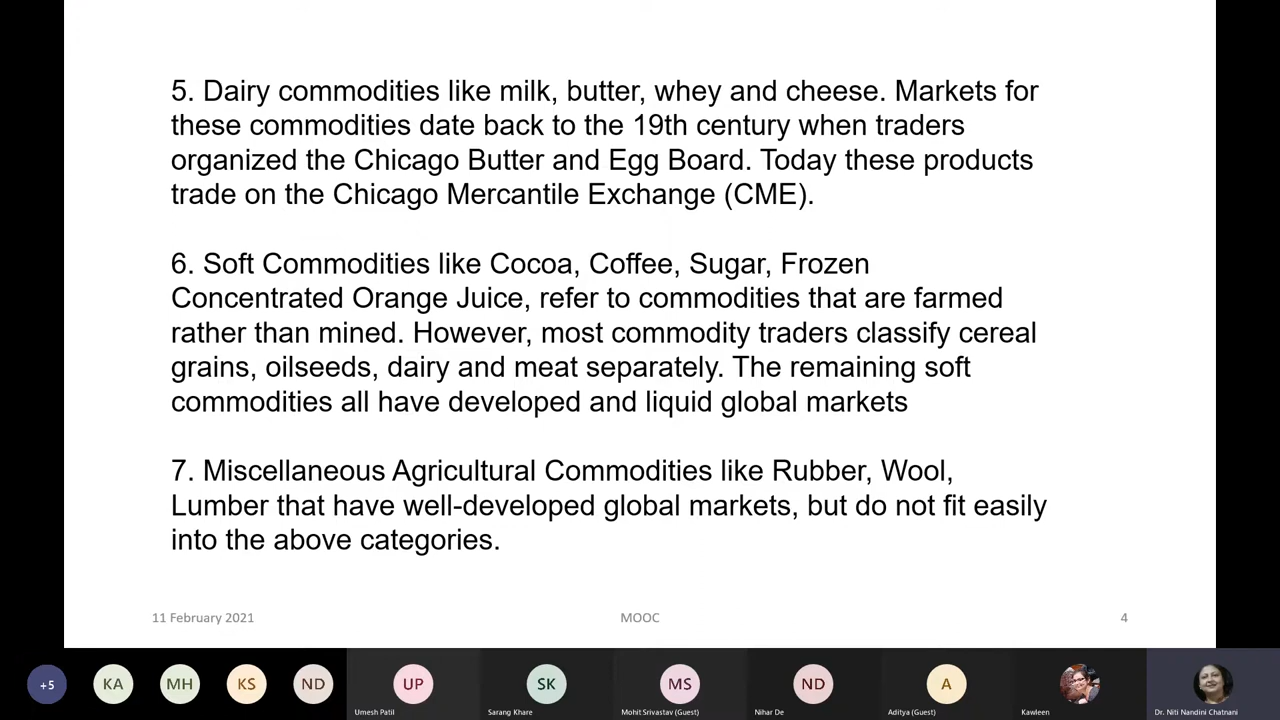 5. Dairy commodities like milk, butter, whey and cheese. Markets for
these commodities date back to the 19th century when traders
organized the Chicago Butter and Egg Board. Today these products
trade on the Chicago Mercantile Exchange (CME).
6. Soft Commodities like Cocoa, Coffee, Sugar, Frozen
Concentrated Orange Juice, refer to commodities that are farmed
rather than mined. However, most commodity traders classify cereal
grains, oilseeds, dairy and meat separately. The remaining soft
commodities all have developed and liquid global markets
7. Miscellaneous Agricultural Commodities like Rubber, Wool,
Lumber that have well-developed global markets, but do not fit easily
into the above categories.
11 February 2021 MOOC 4
+5 KA MH KS ND UP SK MS ND A
Umesh Patil Sarang Khare Mohit Srivastav (Guest) Nihar De Aditya (Guest) Kawleen Dr. Niti Nandini Chatnani